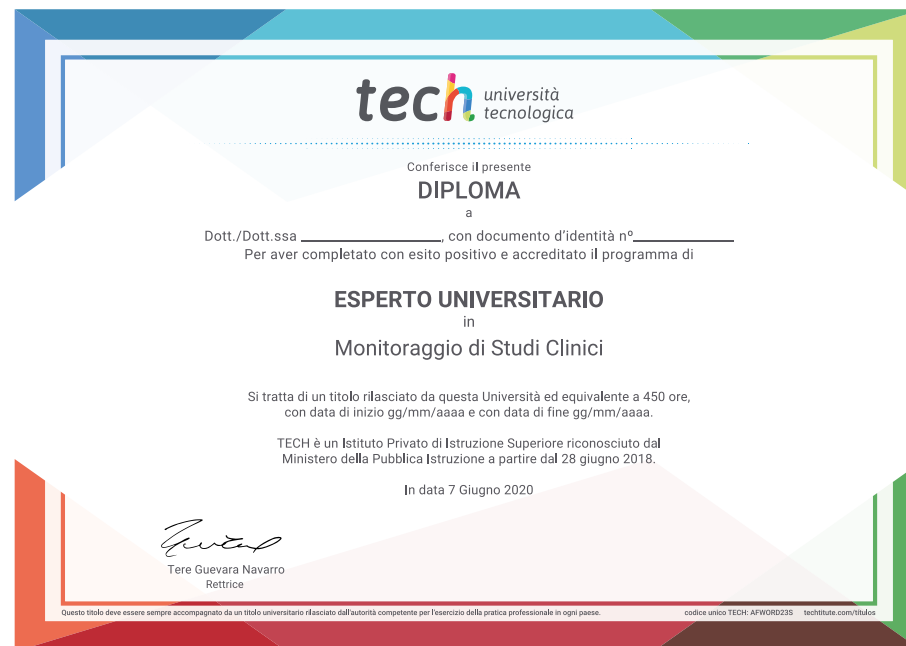 tech università
tecnologica
Conferisce il presente
DIPLOMA
a
Dott./Dott.ssa ____________________, con documento d'identità nº______________
Per aver completato con esito positivo e accreditato il programma di
ESPERTO UNIVERSITARIO
in
Monitoraggio di Studi Clinici
Si tratta di un titolo rilasciato da questa Università ed equivalente a 450 ore,
con data di inizio gg/mm/aaaa e con data di fine gg/mm/aaaa.
TECH è un Istituto Privato di Istruzione Superiore riconosciuto dal
Ministero della Pubblica Istruzione a partire dal 28 giugno 2018.
In data 7 Giugno 2020
Tere Guevara Navarro
Rettrice
Questo titolo deve essere sempre accompagnato da un titolo universitario rilasciato dall'autorità competente per l'esercizio della pratica professionale in ogni paese. codice unico TECH: AFWORD23S techtitute.com/titulos